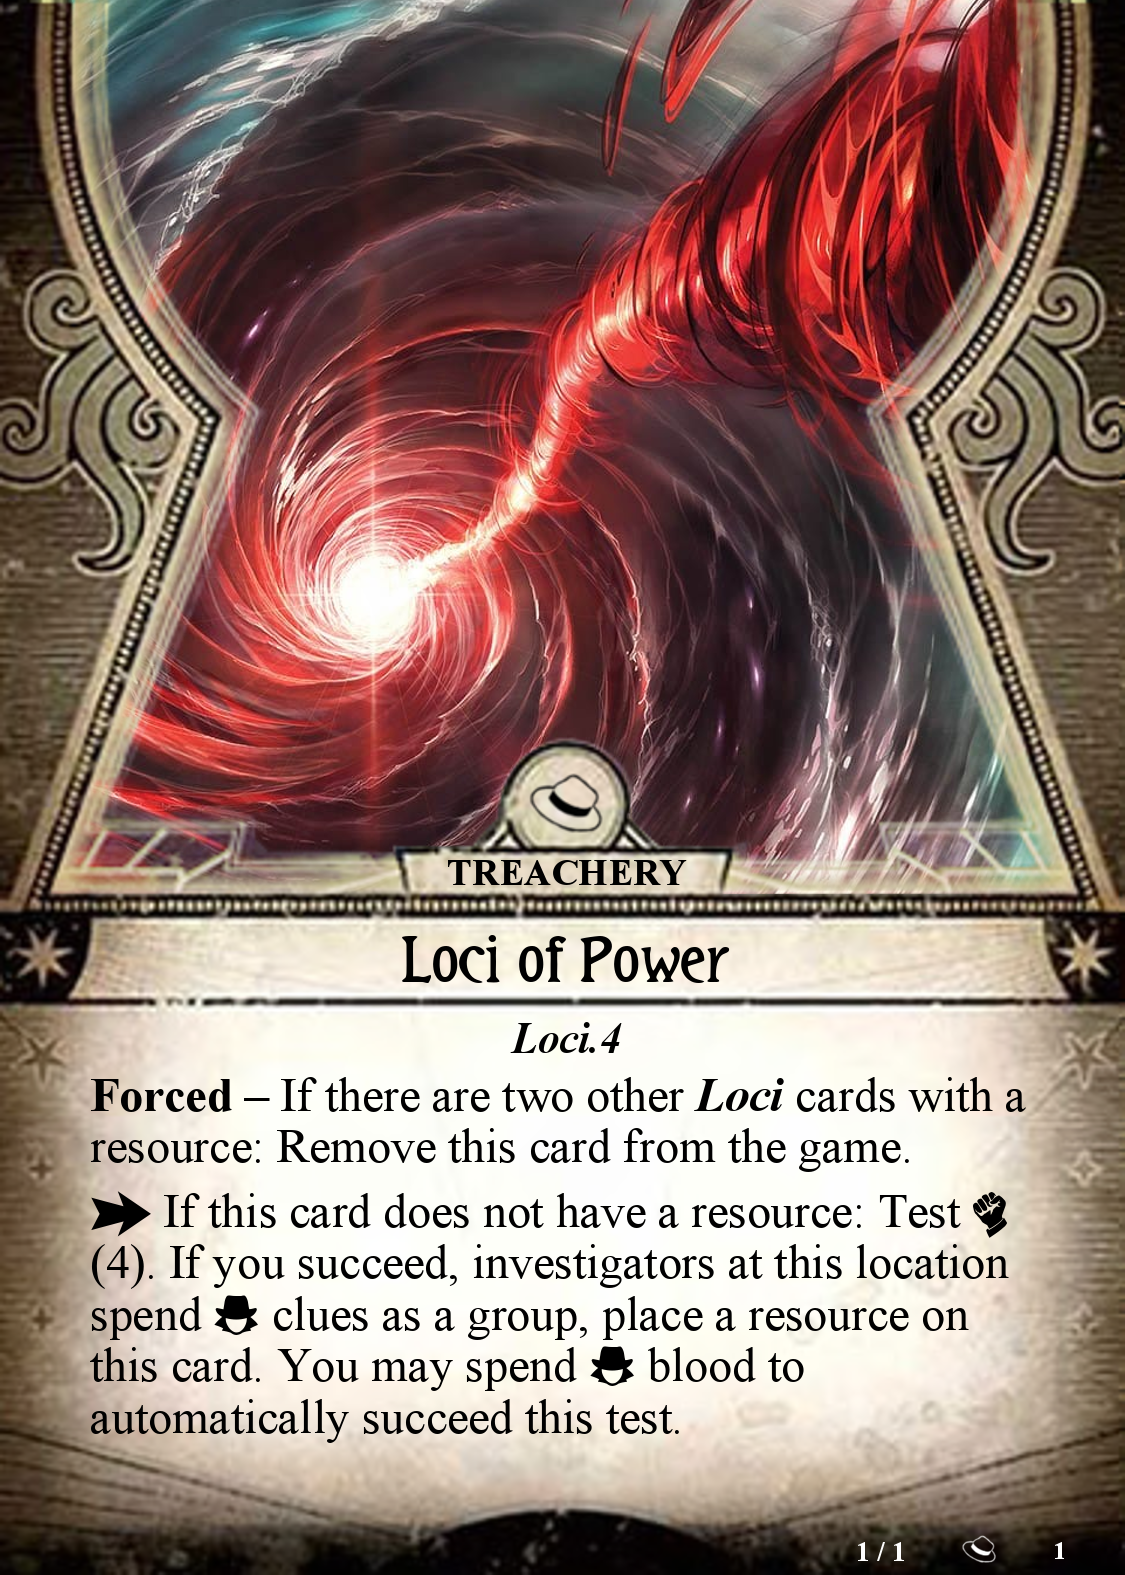 TREACHERY
Loci of Power
Loci.4
Forced – If there are two other Loci cards with a
resource: Remove this card from the game.
If this card does not have a resource: Test
(4). If you succeed, investigators at this location
spend clues as a group, place a resource on
this card. You may spend blood to
automatically succeed this test.
1 / 1 1